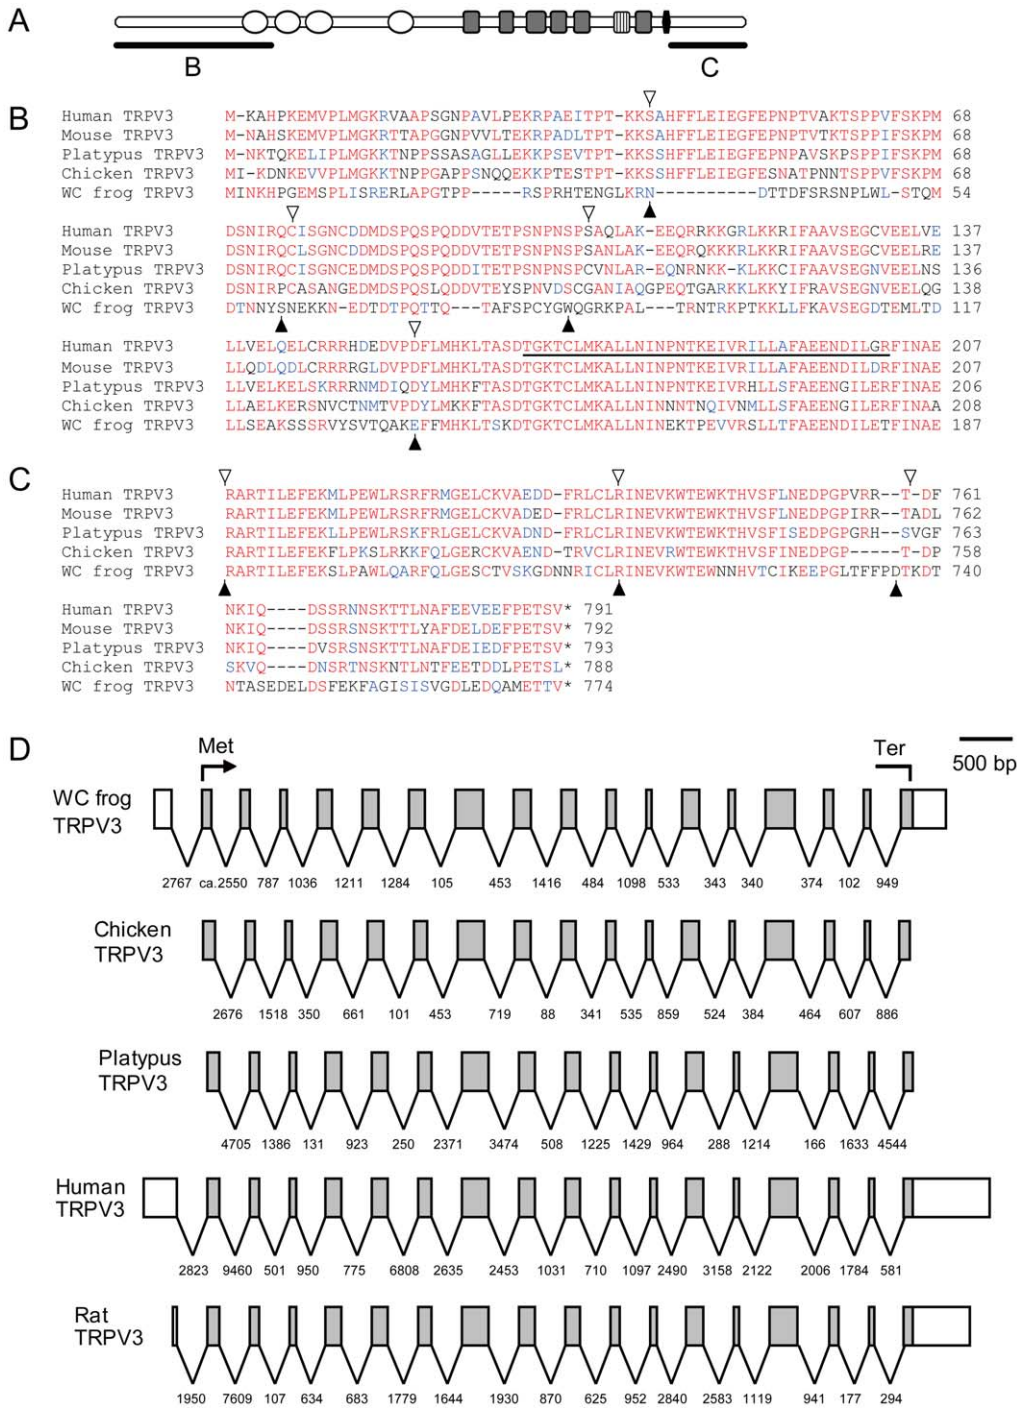 A
B C
B
Human TRPV3 M-KAHPKEMVPLMGKRVAAPSGNPAVLPEKRPAEITPT-KKSAHFFLEIEGFEPNPTVAKTSPPVFSKPM 68
Mouse TRPV3 M-NAHSKEMVPLMGKRTTAPGGNPVVLTEKRPADLTPT-KKSAHFFLEIEGFEPNPTVTKTSPPIFSKPM 68
Platypus TRPV3 M-NKTQKELIPLMGKKTNPPSSASAGLLEKKPSEVTPT-KKSSHFFLEIEGFEPNPAVSKPSPPIFSKPM 68
Chicken TRPV3 MI-KDNKEVVPLMGKKTNPPGAPPSNQQEKKPTESTPT-KKSSHFFLEIEGFESNATPNNTSPPVFSKPM 68
WC frog TRPV3 MINKHPGEMSPLISRERLAPGTPP-----RSPRHTENGLKRN-----------DTTDFSRSNPLWL-STQM 54
Human TRPV3 DSNIRQCISGNCDDMDSPQSPQDDVTETPSNPNSPSAQLAK-EEQRRKKGRLKKRIFAAVSEGCVEELVE 137
Mouse TRPV3 DSNIRQCLSGNCDDMDSPQSPQDDVTETPSNPNSPSANLAK-EEQRQKKKRLKKRIFAAVSEGCVEELRE 137
Platypus TRPV3 DSNIRQCISGNCEDMDSPQSPQDDITETPSNPNSPCVNLAR-EQNRNKK-KLKKCIFAAVSEGNVEELNS 136
Chicken TRPV3 DSNIRPCASANGEDMDSPQSLQDDVTETYSPNVDSCGANIAQGPEQTGARKKLKKYIFRAVSEGNVEELQG 138
WC frog TRPV3 DTNNYSNEKKN-EDTDTPQTTQ---TAFSPCYGWQGRKPAL---TRNTRKPTKKLLFKAVSEGDTEMLTD 117
Human TRPV3 LLVELQELCRRRHDEDVPDFLMHKLTASDTGKTCLMKALLNINPNTKEIVRILLAFAEENDILGRFINAE 207
Mouse TRPV3 LLQDLQDLCRRRRGLDVPDFLMHKLTASDTGKTCLMKALLNINPNTKEIVRILLAFAEENDILDRFINAE 207
Platypus TRPV3 LLVELKELSKRRRNMDIQDYLMHKFTASDTGKTCLMKALLNINPNTKEIVRILLSFAEENGILERFINAE 206
Chicken TRPV3 LLAELKERSNVCTNMTVPDYLMKKFTASDTGKTCLMKALLNINNNTNQIVNMLLSFAEENGILERFINAA 208
WC frog TRPV3 LLSEAKSSSRVYSVTQAKEFFMHKLTSKDTGKTCLMKALLNINEKTPEVVRSLLTFAEENDILETFINAE 187
C
Human TRPV3 RARTILEFEKMLPEWLRSRFRMGELCKVAEDD-FRLCLRINEVKWTEWKTHVSFLNEDPGPVRR--T-DF 761
Mouse TRPV3 RARTILEFEKMLPEWLRSRFRMGELCKVADED-FRLCLRINEVKWTEWKTHVSFLNEDPGPIRR--TADL 762
Platypus TRPV3 RARTILEFEKLLPEWLRSKFRLGELCKVADND-FRLCLRINEVKWTEWKTHVSFISEDPGPGRH--SVGF 763
Chicken TRPV3 RARTILEFEKFLPKSLRKKFQLGERCKVAEND-TRVCLRINEVRWTEWKTHVSFINEDPGP-----T-DP 758
WC frog TRPV3 RARTILEFEKSLPAWLQARFQLGESCTVSKGDNNRICLRINEVKWTEWNNHVTCIKEEPGLTFFPDTKDT 740
Human TRPV3 NKIQ----DSSRNNSKTTLNAFEEVEEFPETSV* 791
Mouse TRPV3 NKIQ----DSSRSNSKTTLYAFDELDEFPETSV* 792
Platypus TRPV3 NKIQ----DVSRSNSKTTLNAFDEIEDFPETSV* 793
Chicken TRPV3 SKVQ----DNSRTNSKNTLNTFEETDDLPETSL* 788
WC frog TRPV3 NTASEDELDSFEKFAGISISVGDLEDQAMETTV* 774
D
Met Ter 500 bp
WC frog
TRPV3
2767 ca.2550 787 1036 1211 1284 105 453 1416 484 1098 533 343 340 374 102 949
Chicken
TRPV3
2676 1518 350 661 101 453 719 88 341 535 859 524 384 464 607 886
Platypus
TRPV3
4705 1386 131 923 250 2371 3474 508 1225 1429 964 288 1214 166 1633 4544
Human
TRPV3
2823 9460 501 950 775 6808 2635 2453 1031 710 1097 2490 3158 2122 2006 1784 581
Rat
TRPV3
1950 7609 107 634 683 1779 1644 1930 870 625 952 2840 2583 1119 941 177 294